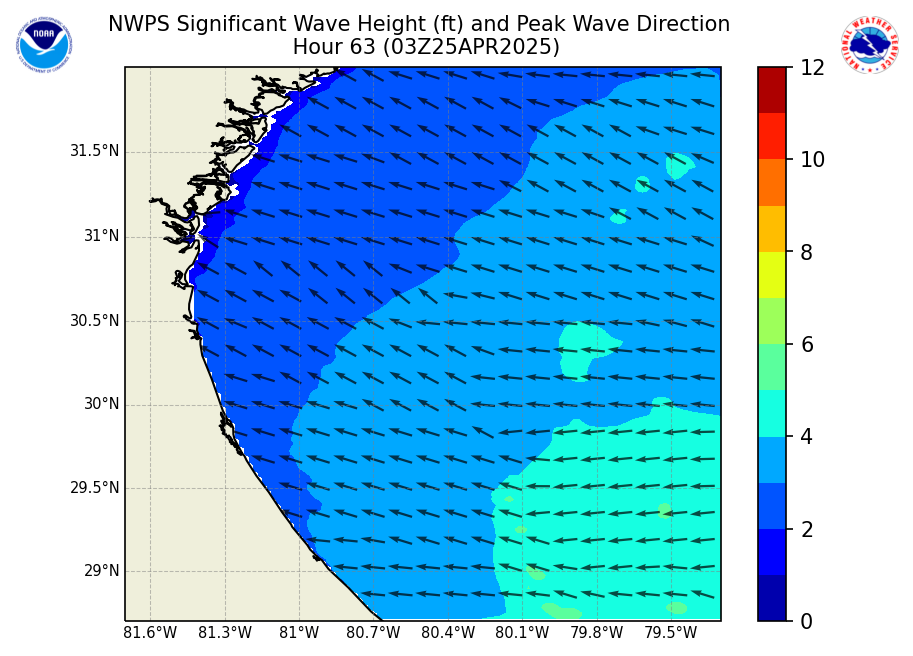 NWPS Significant Wave Height (ft) and Peak Wave Direction
Hour 63 (03Z25APR2025)
NOAA
NATIONAL WEATHER SERVICE
31.5°N
31°N
30.5°N
30°N
29.5°N
29°N
81.6°W 81.3°W 81°W 80.7°W 80.4°W 80.1°W 79.8°W 79.5°W
12
10
8
6
4
2
0